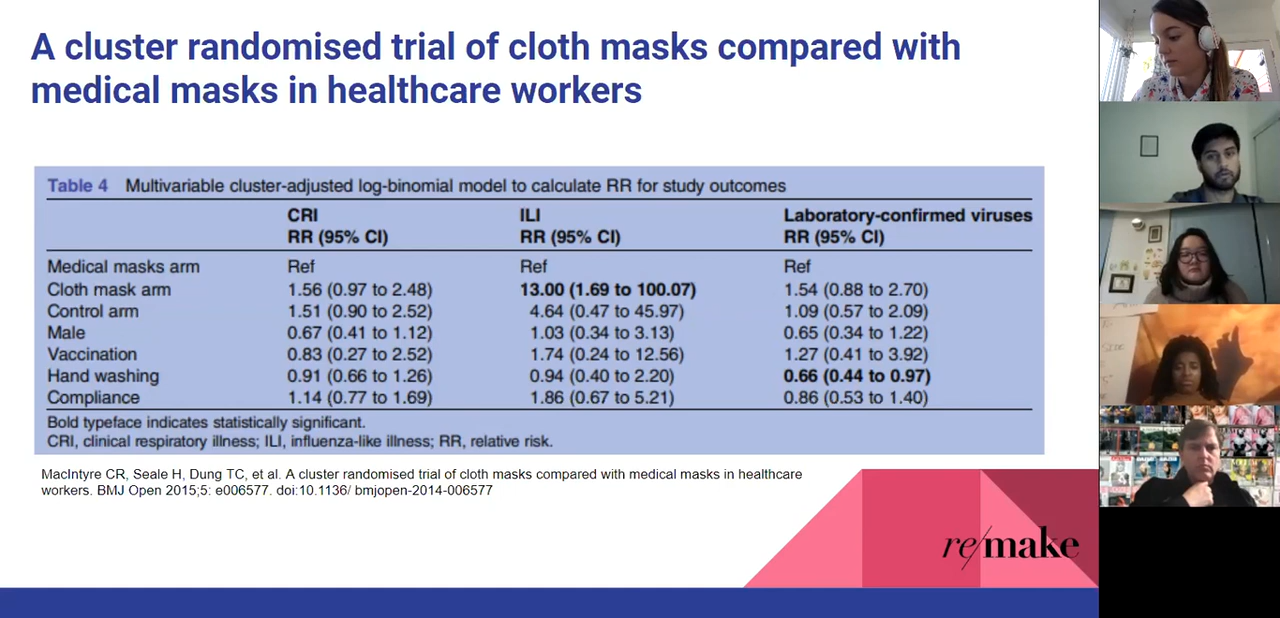 A cluster randomised trial of cloth masks compared with
medical masks in healthcare workers
Table 4 Multivariable cluster-adjusted log-binomial model to calculate RR for study outcomes
CRI ILI Laboratory-confirmed viruses
RR (95% CI) RR (95% CI) RR (95% CI)
Medical masks arm Ref Ref Ref
Cloth mask arm 1.56 (0.97 to 2.48) 13.00 (1.69 to 100.07) 1.54 (0.88 to 2.70)
Control arm 1.51 (0.90 to 2.52) 4.64 (0.47 to 45.97) 1.09 (0.57 to 2.09)
Male 0.67 (0.41 to 1.12) 1.03 (0.34 to 3.13) 0.65 (0.34 to 1.22)
Vaccination 0.83 (0.27 to 2.52) 1.74 (0.24 to 12.56) 1.27 (0.41 to 3.92)
Hand washing 0.91 (0.66 to 1.26) 0.94 (0.40 to 2.20) 0.66 (0.44 to 0.97)
Compliance 1.14 (0.77 to 1.69) 1.86 (0.67 to 5.21) 0.86 (0.53 to 1.40)
Bold typeface indicates statistically significant.
CRI, clinical respiratory illness; ILI, influenza-like illness; RR, relative risk.
MacIntyre CR, Seale H, Dung TC, et al. A cluster randomised trial of cloth masks compared with medical masks in healthcare
workers. BMJ Open 2015;5: e006577. doi:10.1136/ bmjopen-2014-006577
re/make